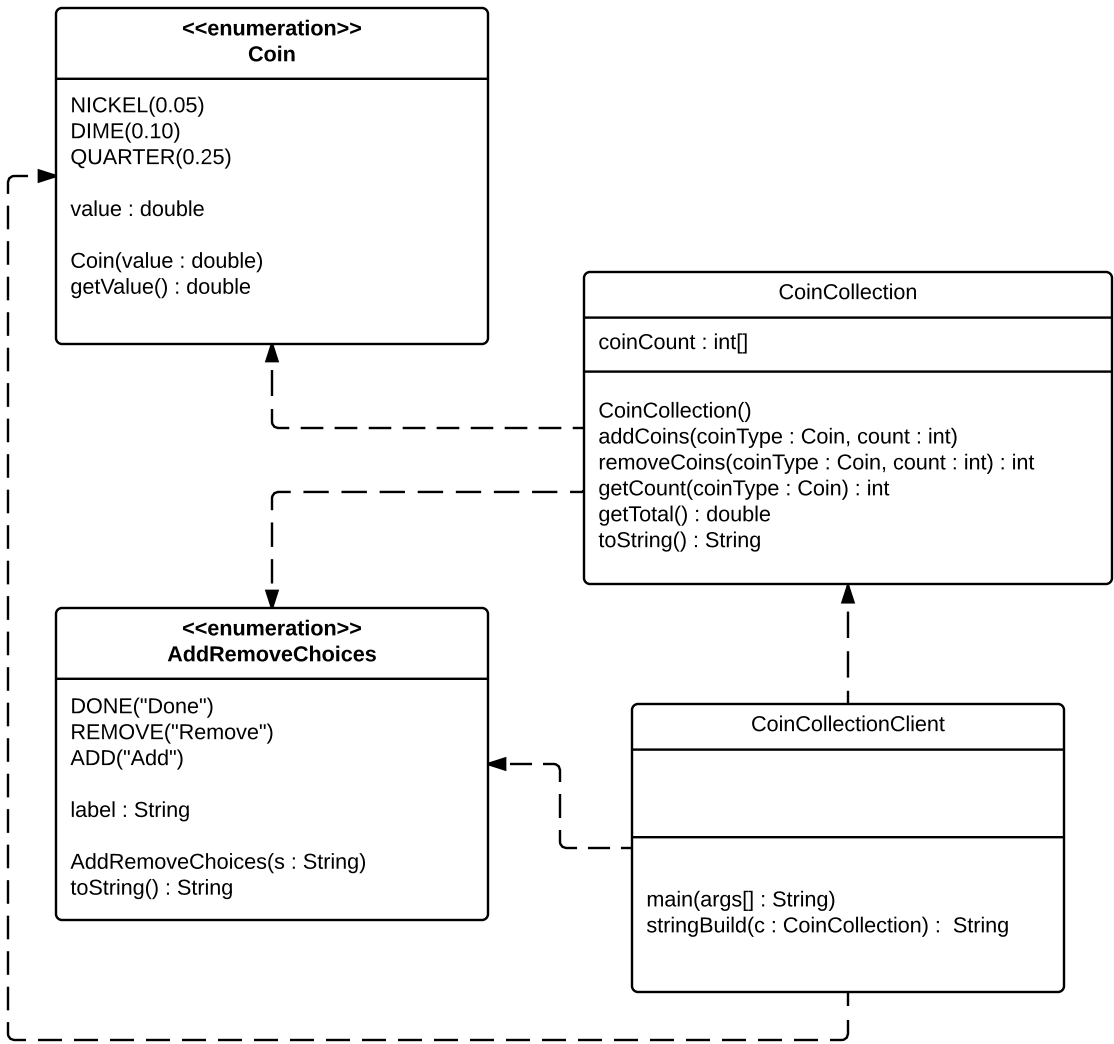 <<enumeration>>
Coin
NICKEL(0.05)
DIME(0.10)
QUARTER(0.25)
value : double
Coin(value : double)
getValue() : double
CoinCollection
coinCount : int[]
CoinCollection()
addCoins(coinType : Coin, count : int)
removeCoins(coinType : Coin, count : int) : int
getCount(coinType : Coin) : int
getTotal() : double
toString() : String
<<enumeration>>
AddRemoveChoices
DONE("Done")
REMOVE("Remove")
ADD("Add")
label : String
AddRemoveChoices(s : String)
toString() : String
CoinCollectionClient
main(args[] : String)
stringBuild(c : CoinCollection) :  String